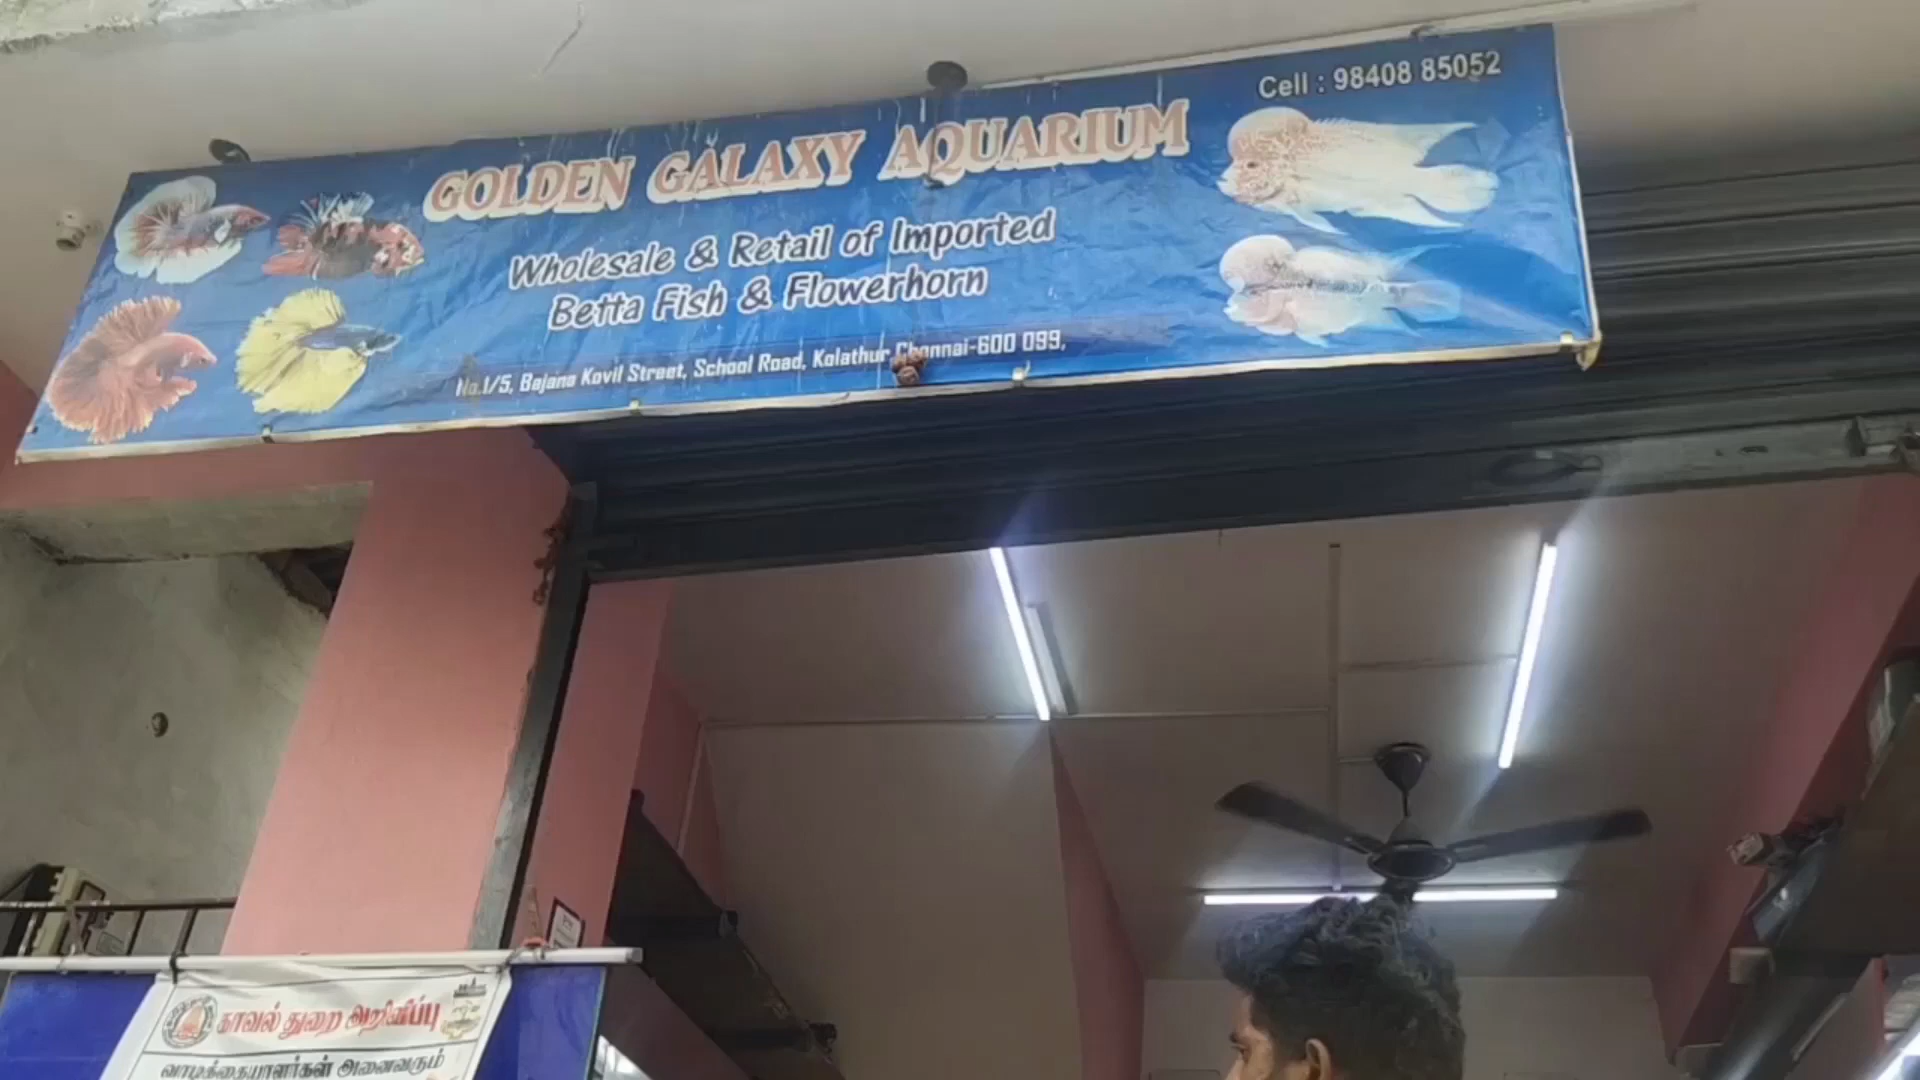 Cell : 98408 85052
GOLDEN GALAXY AQUARIUM
Wholesale & Retail of Imported
Betta Fish & Flowerhorn
No.1/5, Bajana Kovil Street, School Road, Kolathur Chennai-600 099,
காவல் துறை அறிவிப்பு
வாடிக்கையாளர்கள் அனைவரும்